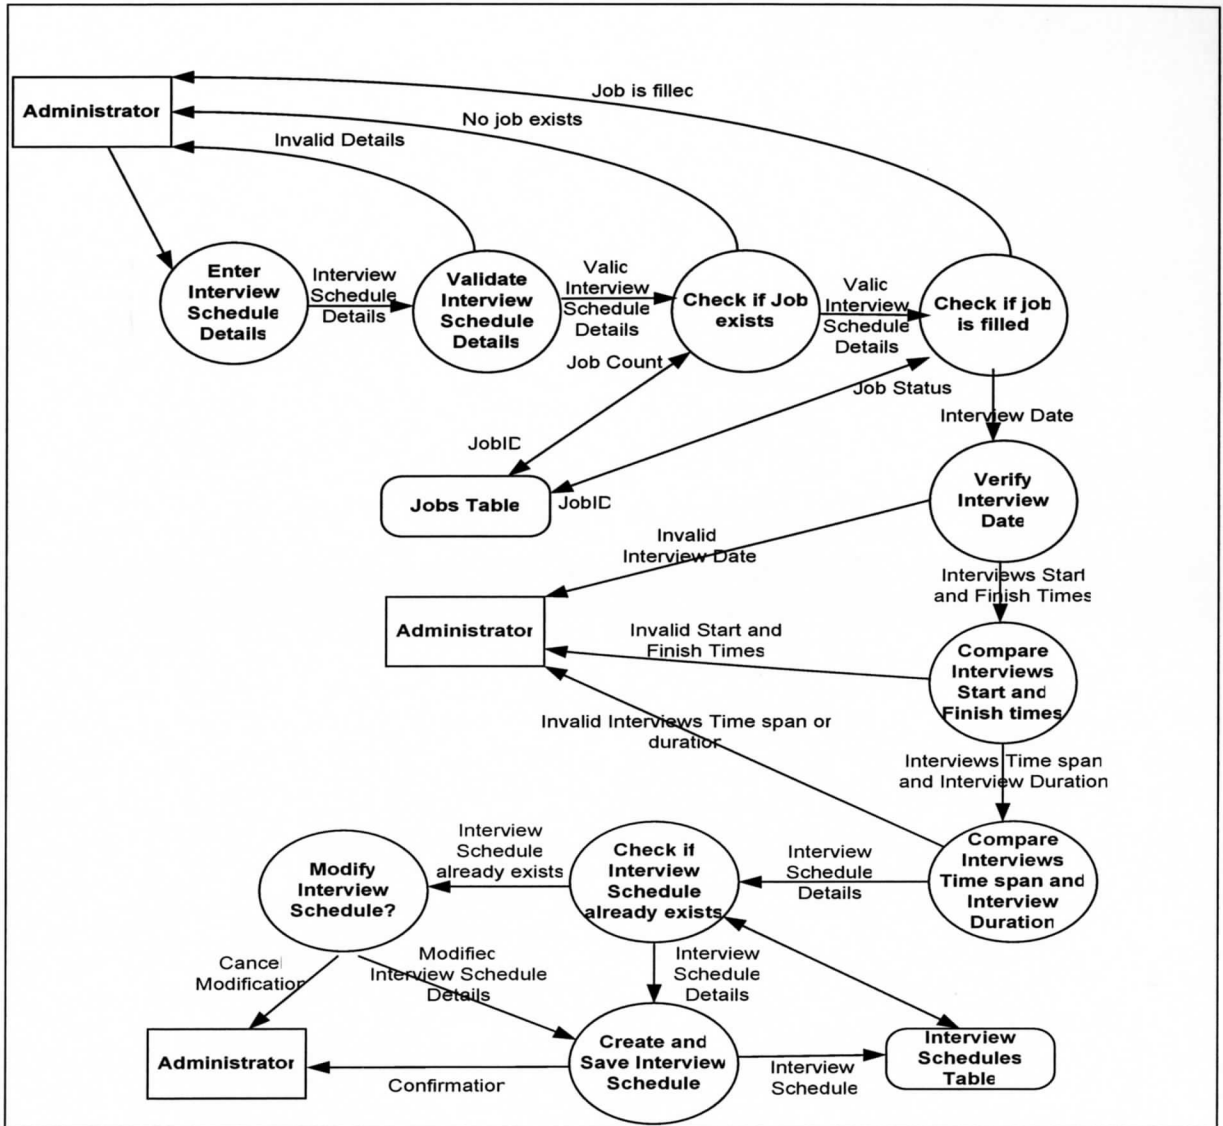 Job is filled
Administrator
No job exists
Invalid Details
Enter
Interview
Schedule
Details
Interview
Schedule
Details
Validate
Interview
Schedule
Details
Valid
Interview
Schedule
Details
Check if Job
exists
Valid
Interview
Schedule
Details
Check if job
is filled
Job Count
Job Status
Interview Date
JobID
Jobs Table
JobID
Verify
Interview
Date
Invalid
Interview Date
Interviews Start
and Finish Times
Administrator
Invalid Start and
Finish Times
Compare
Interviews
Start and
Finish times
Invalid Interviews Time span or
duration
Interviews Time span
and Interview Duration
Interview
Schedule
already exists
Check if
Interview
Schedule
already exists
Interview
Schedule
Details
Compare
Interviews
Time span and
Interview
Duration
Modify
Interview
Schedule?
Cancel
Modification
Modified
Interview Schedule
Details
Interview
Schedule
Details
Administrator
Confirmation
Create and
Save Interview
Schedule
Interview
Schedule
Interview
Schedules
Table